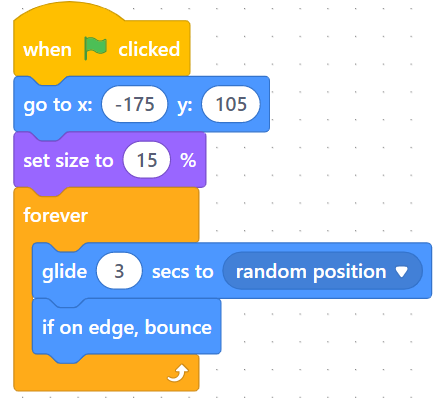 when clicked
go to x: -175 y: 105
set size to 15 %
forever
glide 3 secs to random position
if on edge, bounce